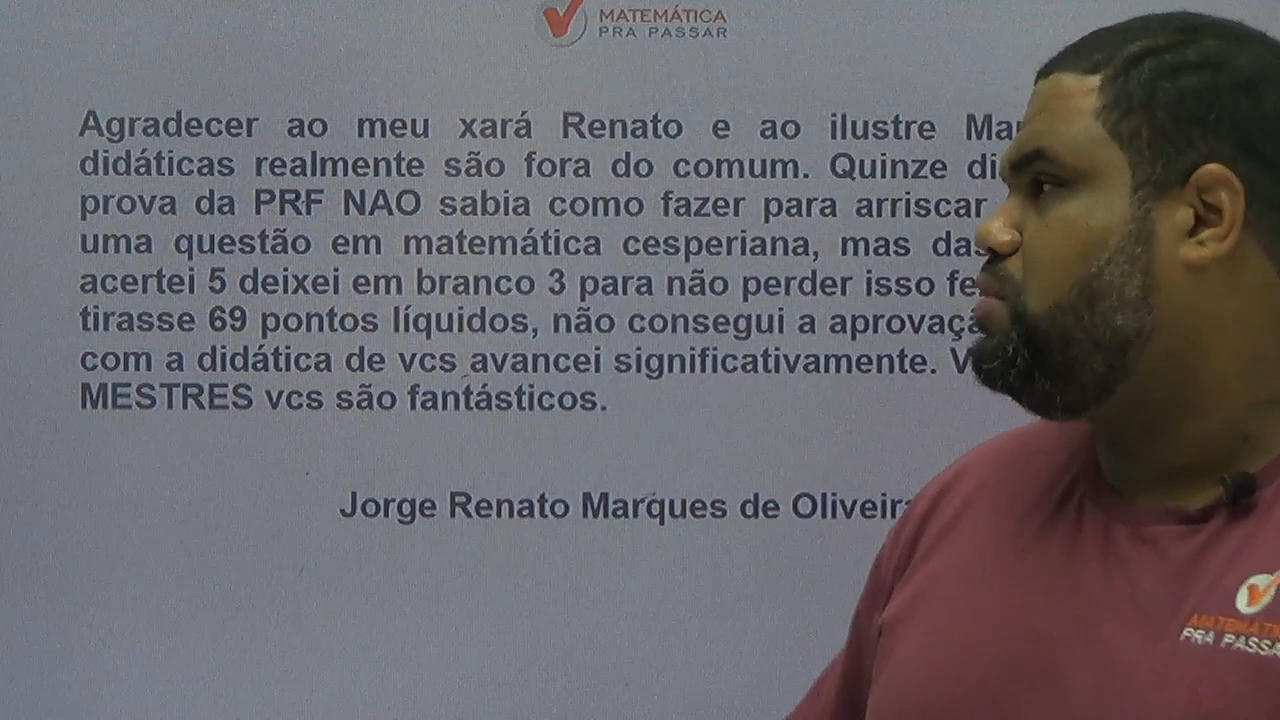 MATEMÁTICA
PRA PASSAR
Agradecer ao meu xará Renato e ao ilustre
didáticas realmente são fora do comum. Quinze
prova da PRF NAO sabia como fazer para arriscar
uma questão em matemática cesperiana, mas
acertei 5 deixei em branco 3 para não perder isso
tirasse 69 pontos líquidos, não consegui a
com a didática de vcs avancei significativamente.
MESTRES vcs são fantásticos.
Jorge Renato Marques de
PRA